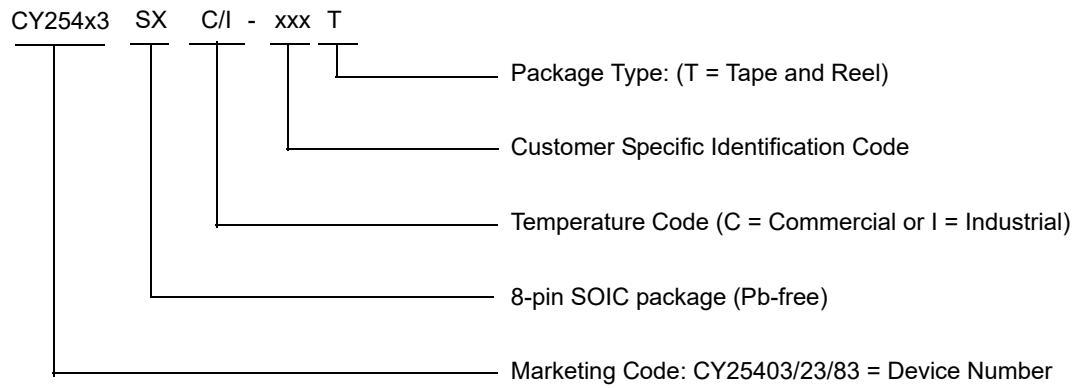 CY254x3 SX C/I - xxx T
Package Type: (T = Tape and Reel)
Customer Specific Identification Code
Temperature Code (C = Commercial or I = Industrial)
8-pin SOIC package (Pb-free)
Marketing Code: CY25403/23/83 = Device Number